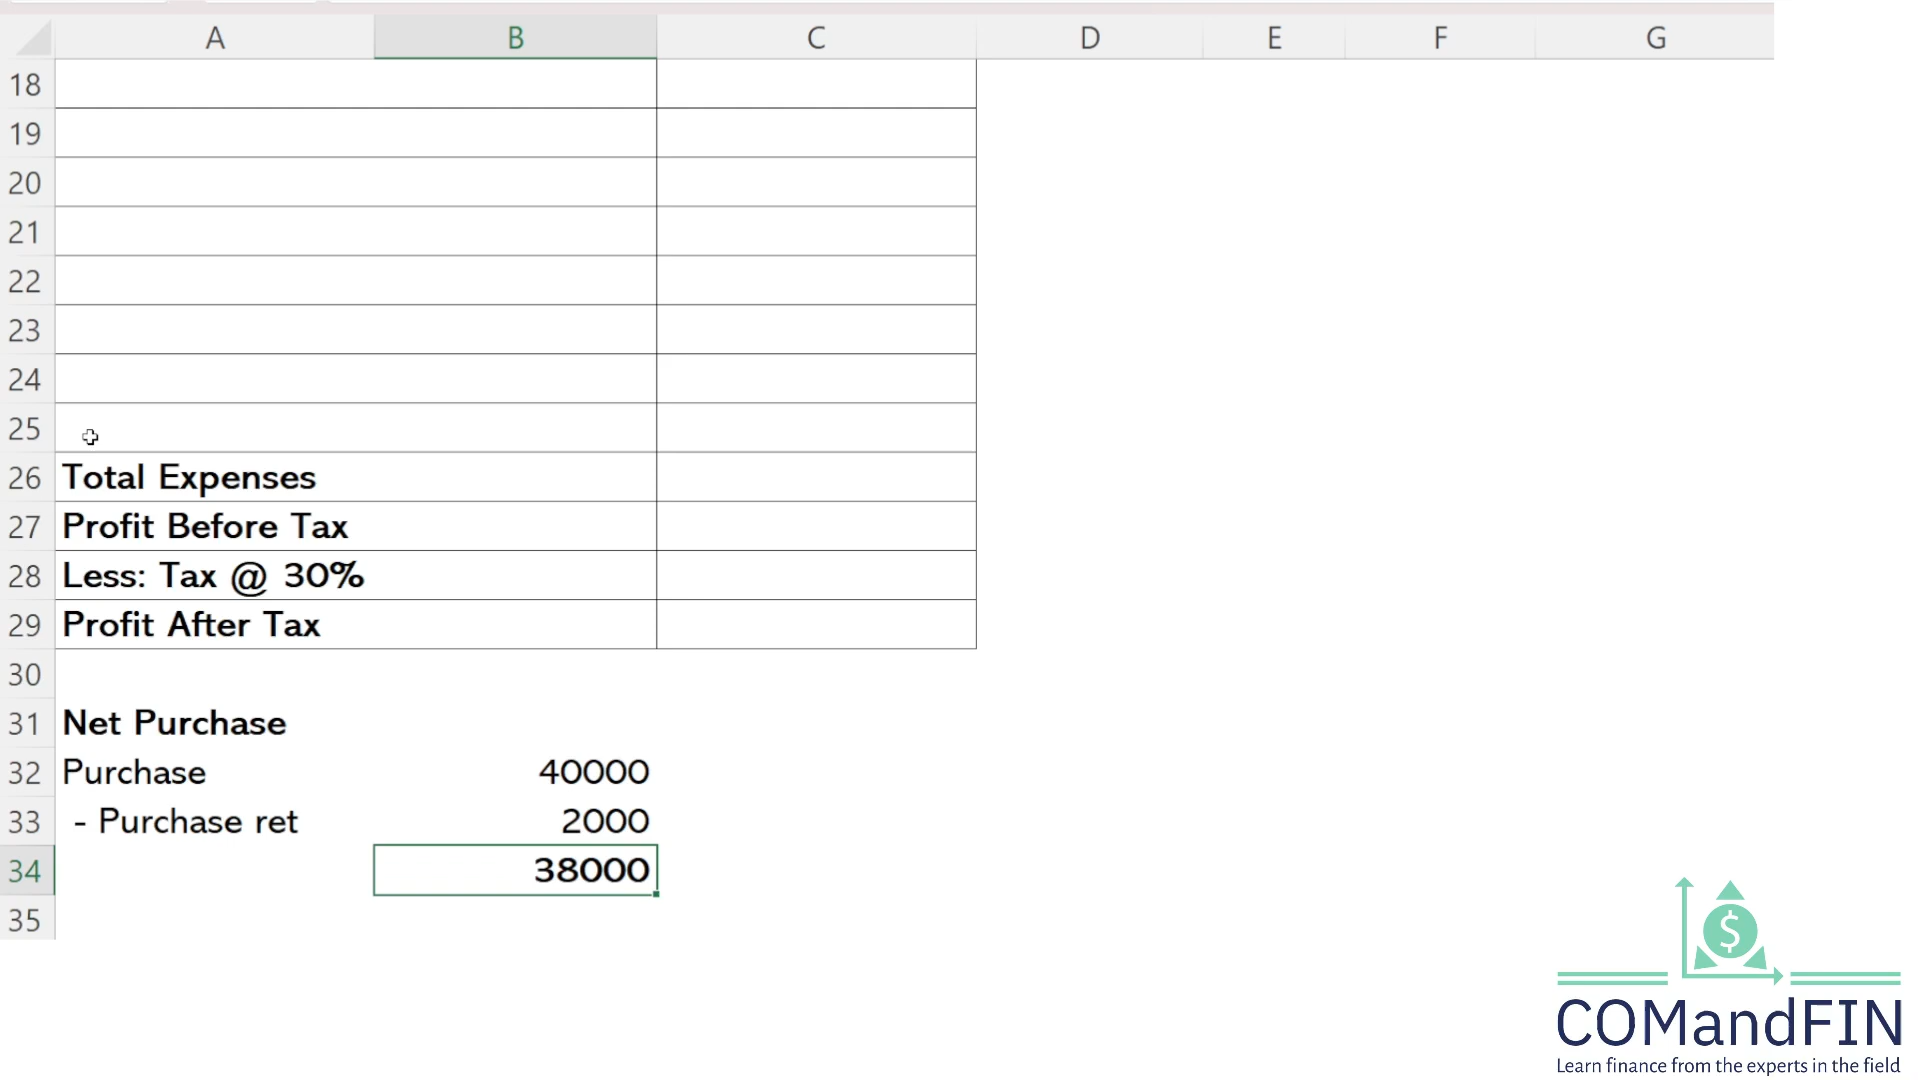 A B C D E F G
18
19
20
21
22
23
24
25
26 Total Expenses
27 Profit Before Tax
28 Less: Tax @ 30%
29 Profit After Tax
30
31 Net Purchase
32 Purchase 40000
33 - Purchase ret 2000
34 38000
35
$
COMandFIN
Learn finance from the experts in the field